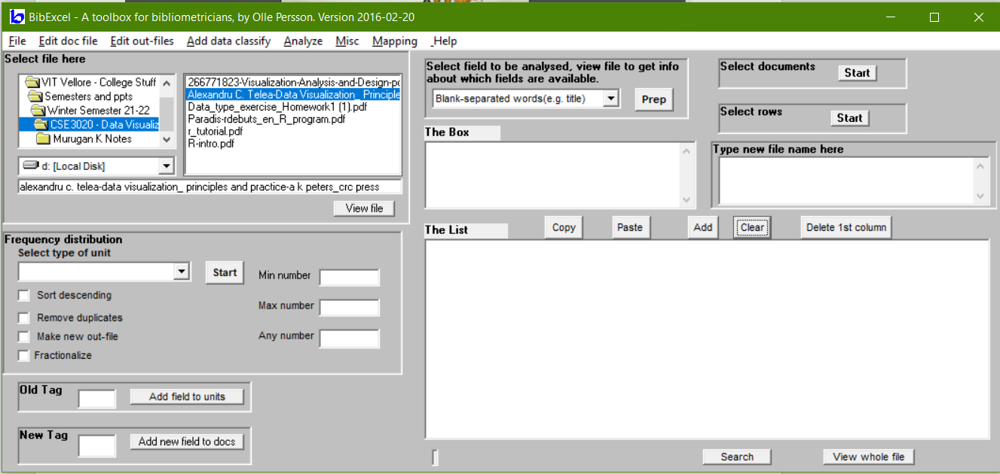 BibExcel - A toolbox for bibliometricians, by Olle Persson. Version 2016-02-20
File Edit doc file Edit out-files Add data classify Analyze Misc Mapping Help
Select file here
VIT Vellore - College Stuff
Semesters and ppts
Winter Semester 21-22
CSE3020 - Data Visualiz
Murugan K Notes
d: [Local Disk]
266771823-Visualization-Analysis-and-Design-pd
Alexandru C. Telea-Data Visualization_ Principle
Data_type_exercise_Homework1 (1).pdf
Paradis-rdebuts_en_R_program.pdf
r_tutorial.pdf
R-intro.pdf
alexandru c. telea-data visualization_ principles and practice-a k peters_crc press
View file
Frequency distribution
Select type of unit
Start
Sort descending
Remove duplicates
Make new out-file
Fractionalize
Min number
Max number
Any number
Old Tag
Add field to units
New Tag
Add new field to docs
Select field to be analysed, view file to get info
about which fields are available.
Blank-separated words(e.g. title)
Prep
Select documents
Start
Select rows
Start
The Box
Type new file name here
The List
Copy
Paste
Add
Clear
Delete 1st column
Search
View whole file